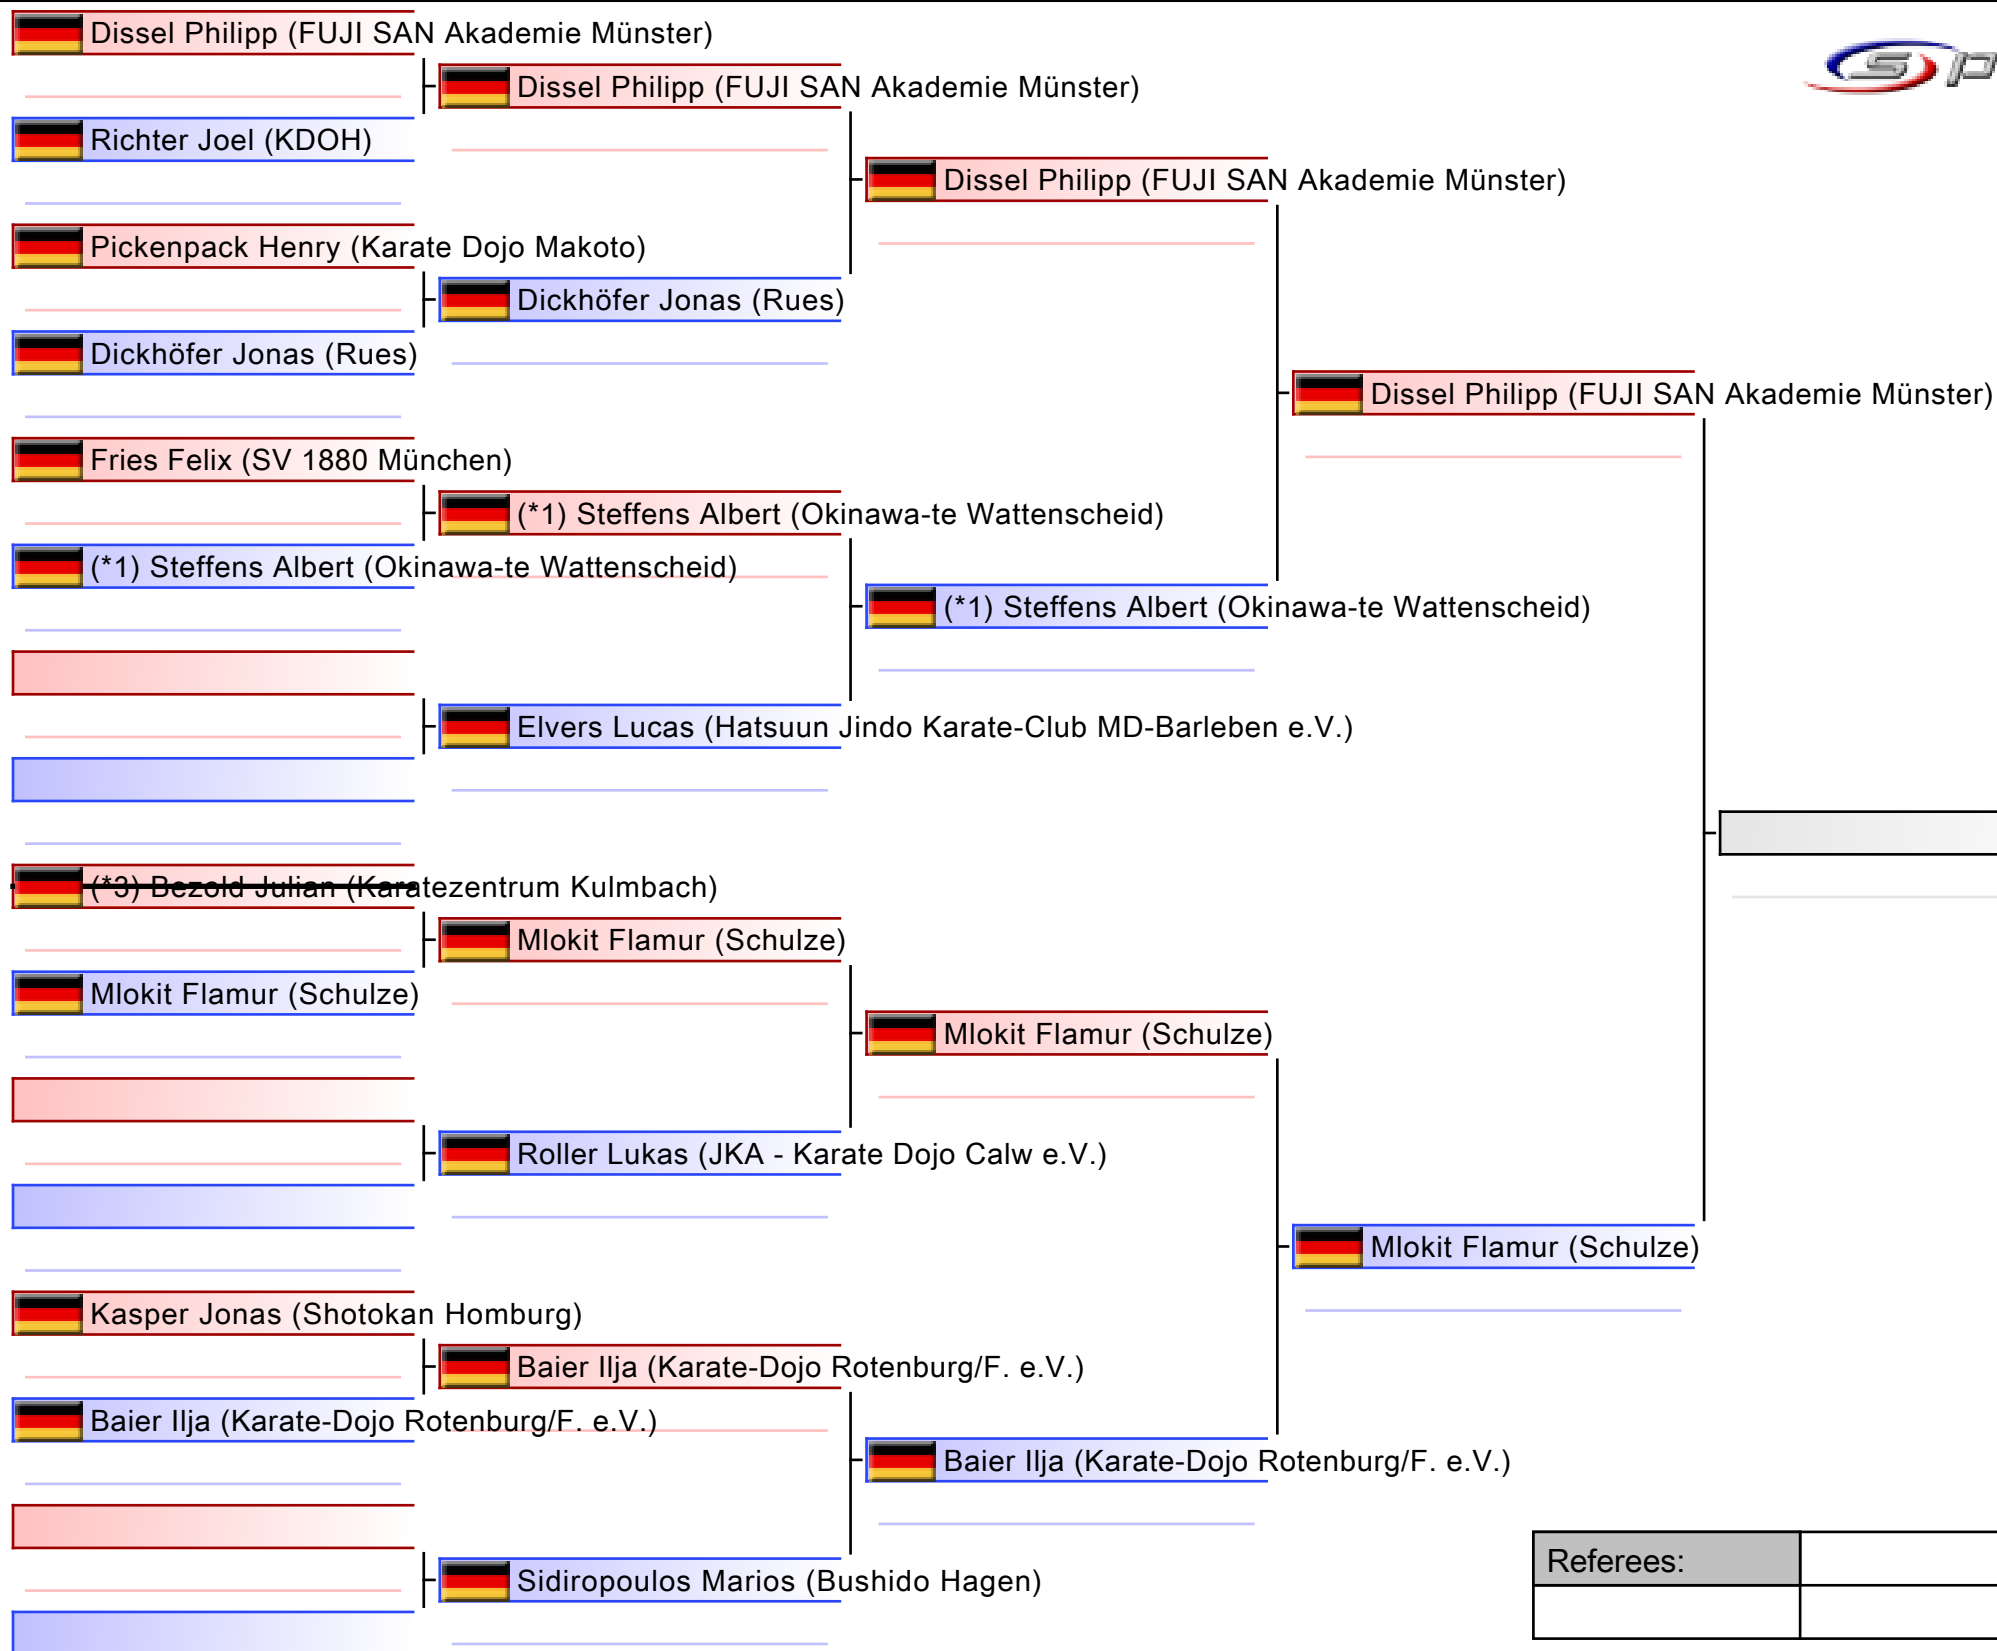 Dissel Philipp (FUJI SAN Akademie Münster)
Dissel Philipp (FUJI SAN Akademie Münster)
Richter Joel (KDOH)
Dissel Philipp (FUJI SAN Akademie Münster)
Pickenpack Henry (Karate Dojo Makoto)
Dickhöfer Jonas (Rues)
Dickhöfer Jonas (Rues)
Dissel Philipp (FUJI SAN Akademie Münster)
Fries Felix (SV 1880 München)
(*1) Steffens Albert (Okinawa-te Wattenscheid)
(*1) Steffens Albert (Okinawa-te Wattenscheid)
(*1) Steffens Albert (Okinawa-te Wattenscheid)
Elvers Lucas (Hatsuun Jindo Karate-Club MD-Barleben e.V.)
(*3) Bezold Julian (Karatezentrum Kulmbach)
Mlokit Flamur (Schulze)
Mlokit Flamur (Schulze)
Mlokit Flamur (Schulze)
Roller Lukas (JKA - Karate Dojo Calw e.V.)
Mlokit Flamur (Schulze)
Kasper Jonas (Shotokan Homburg)
Baier Ilja (Karate-Dojo Rotenburg/F. e.V.)
Baier Ilja (Karate-Dojo Rotenburg/F. e.V.)
Baier Ilja (Karate-Dojo Rotenburg/F. e.V.)
Referees:
Sidiropoulos Marios (Bushido Hagen)